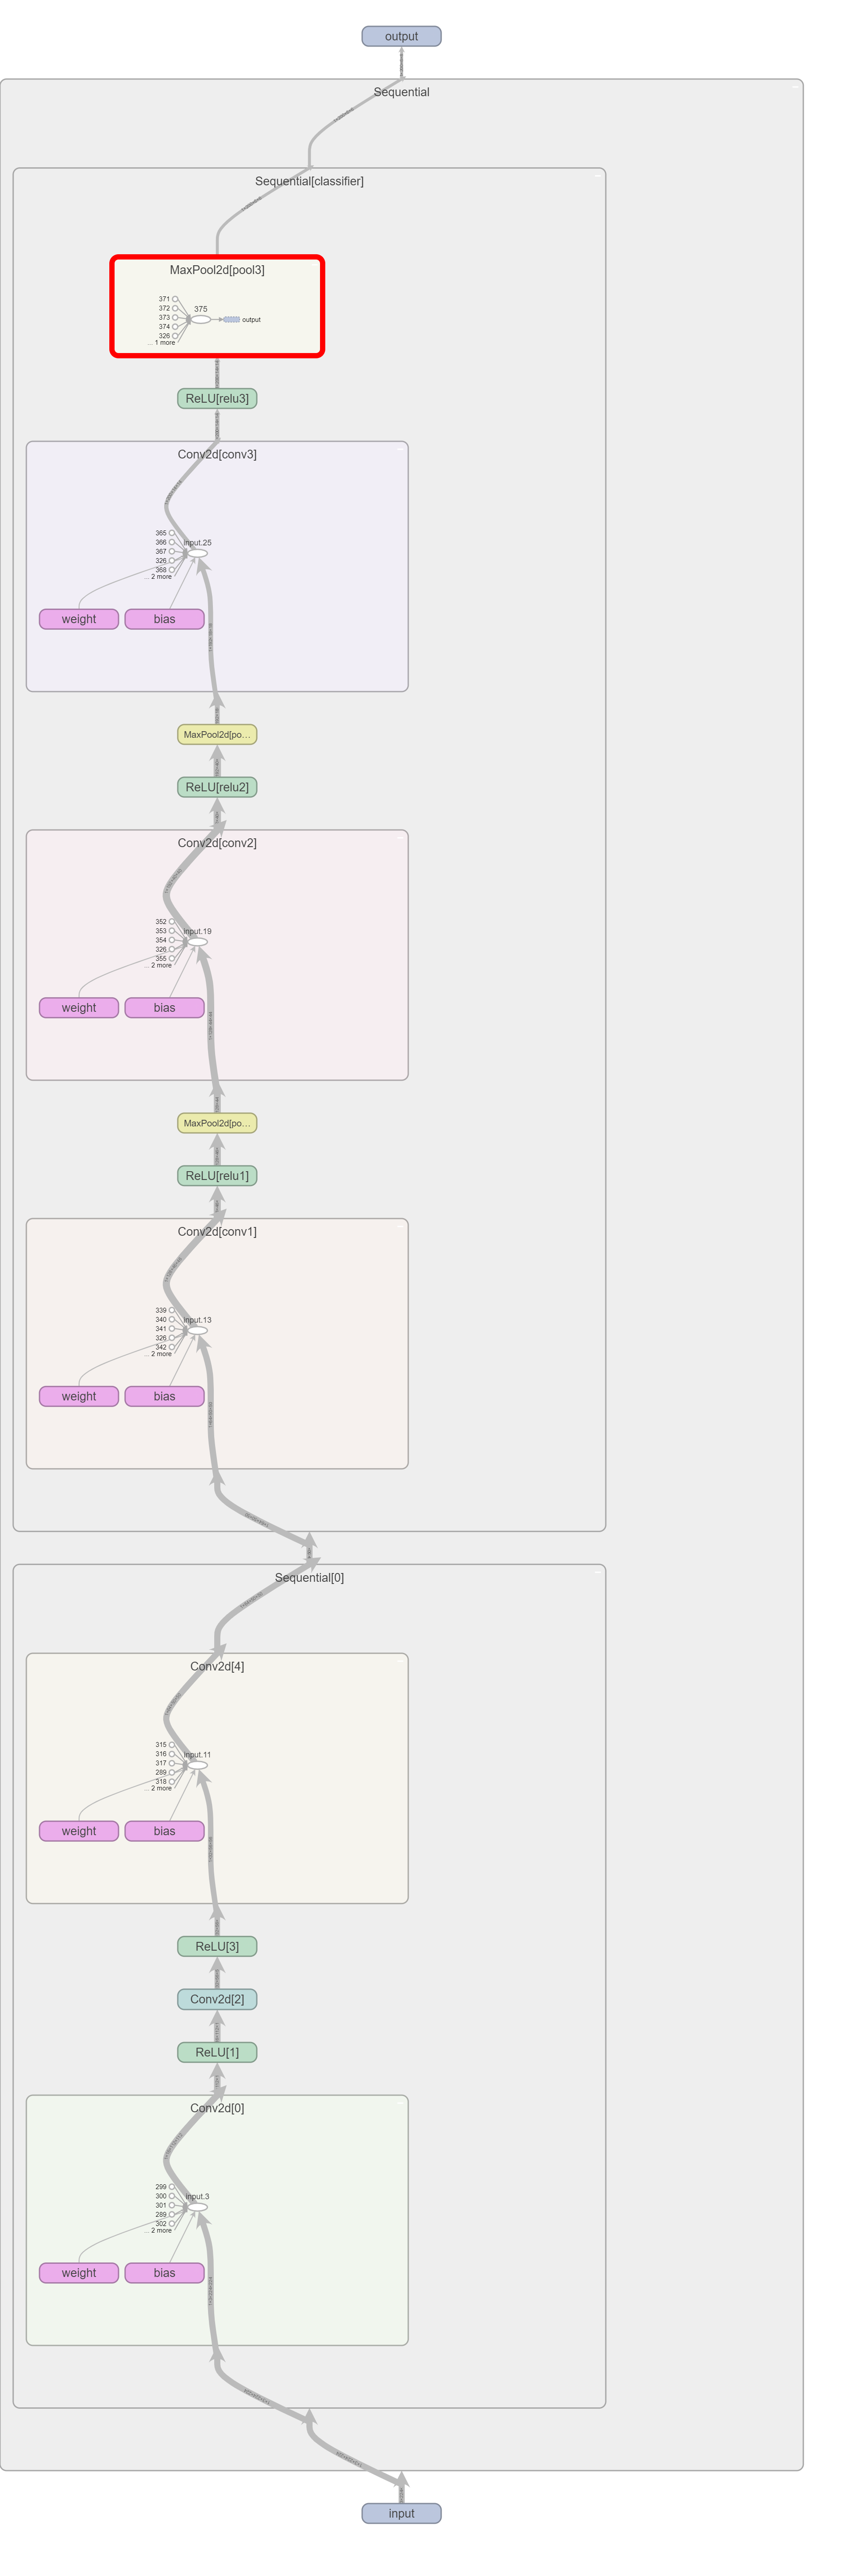 output
Sequential
Sequential[classifier]
MaxPool2d[pool3]
371
372
373
374
326
... 1 more
375
output
ReLU[relu3]
Conv2d[conv3]
365
366
367
326
368
... 2 more
input.25
weight
bias
MaxPool2d[po...
ReLU[relu2]
Conv2d[conv2]
352
353
354
326
355
... 2 more
input.19
weight
bias
MaxPool2d[po...
ReLU[relu1]
Conv2d[conv1]
339
340
341
326
342
... 2 more
input.13
weight
bias
Sequential[0]
Conv2d[4]
315
316
317
289
318
... 2 more
input.11
weight
bias
ReLU[3]
Conv2d[2]
ReLU[1]
Conv2d[0]
299
300
301
289
302
... 2 more
input.3
weight
bias
input